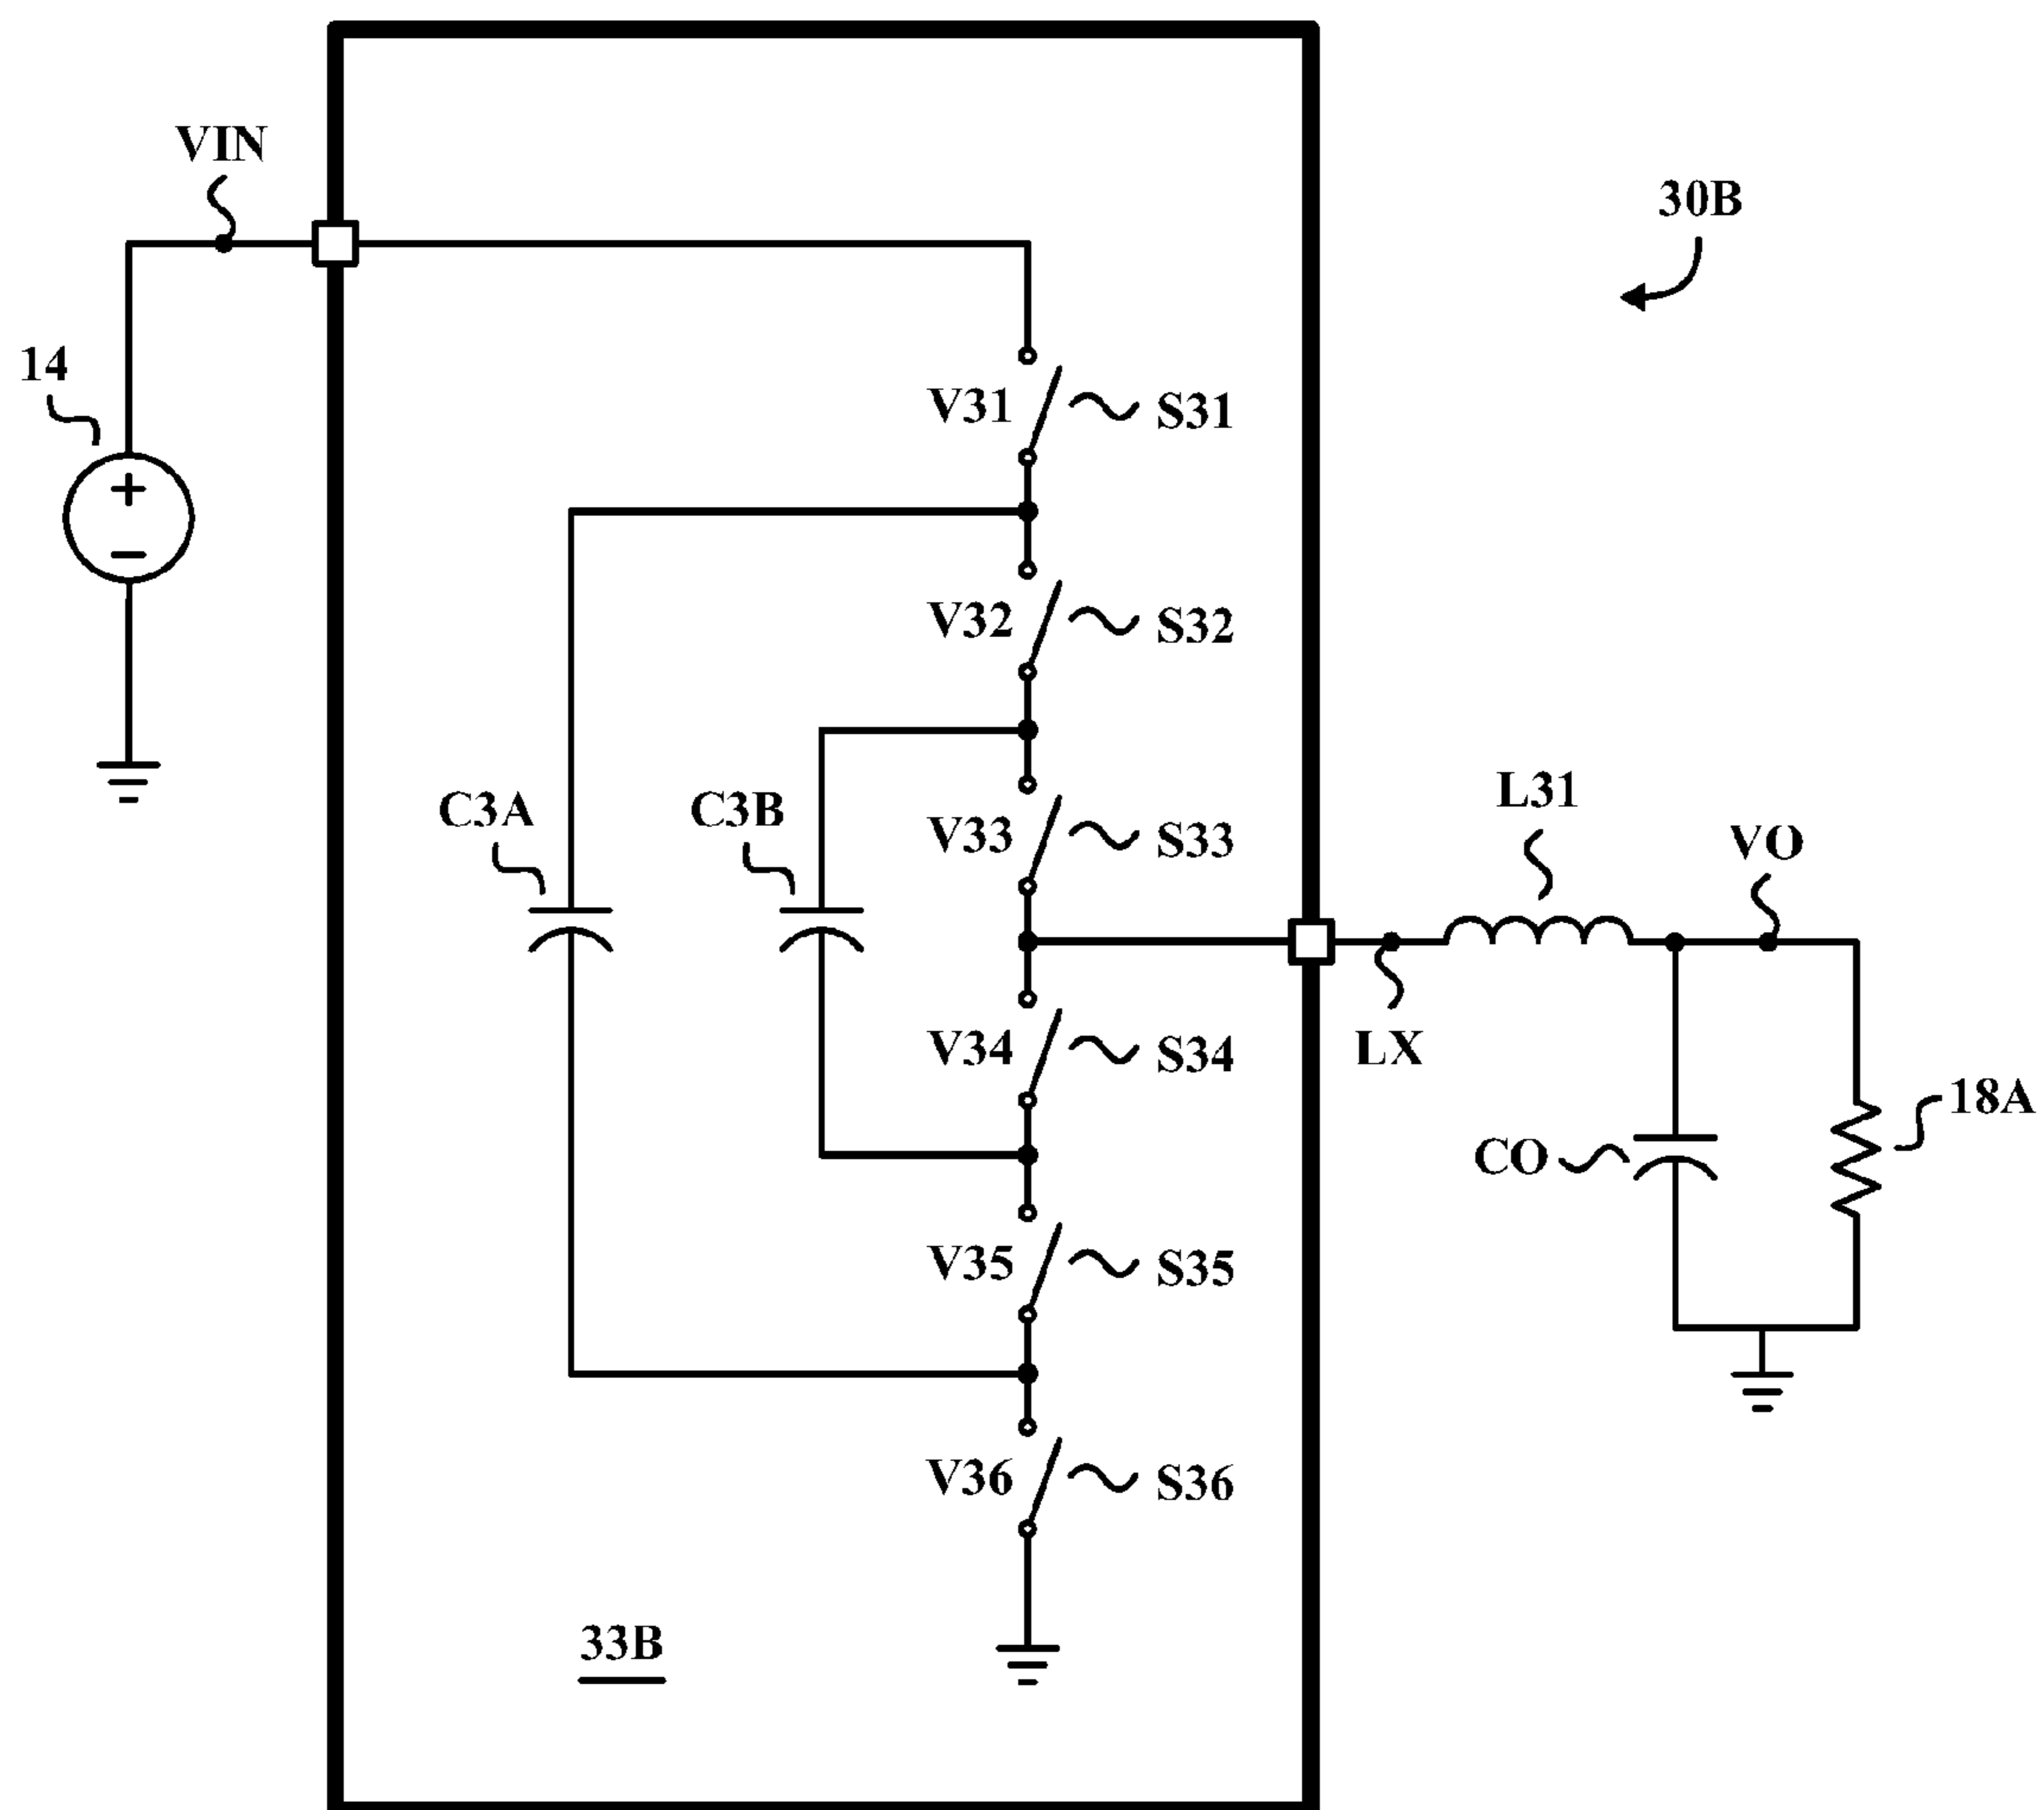 VIN
30B
14
V31 S31
V32 S32
C3A C3B V33 S33
L31
VO
V34 S34
LX
18A
CO
V35 S35
V36 S36
33B